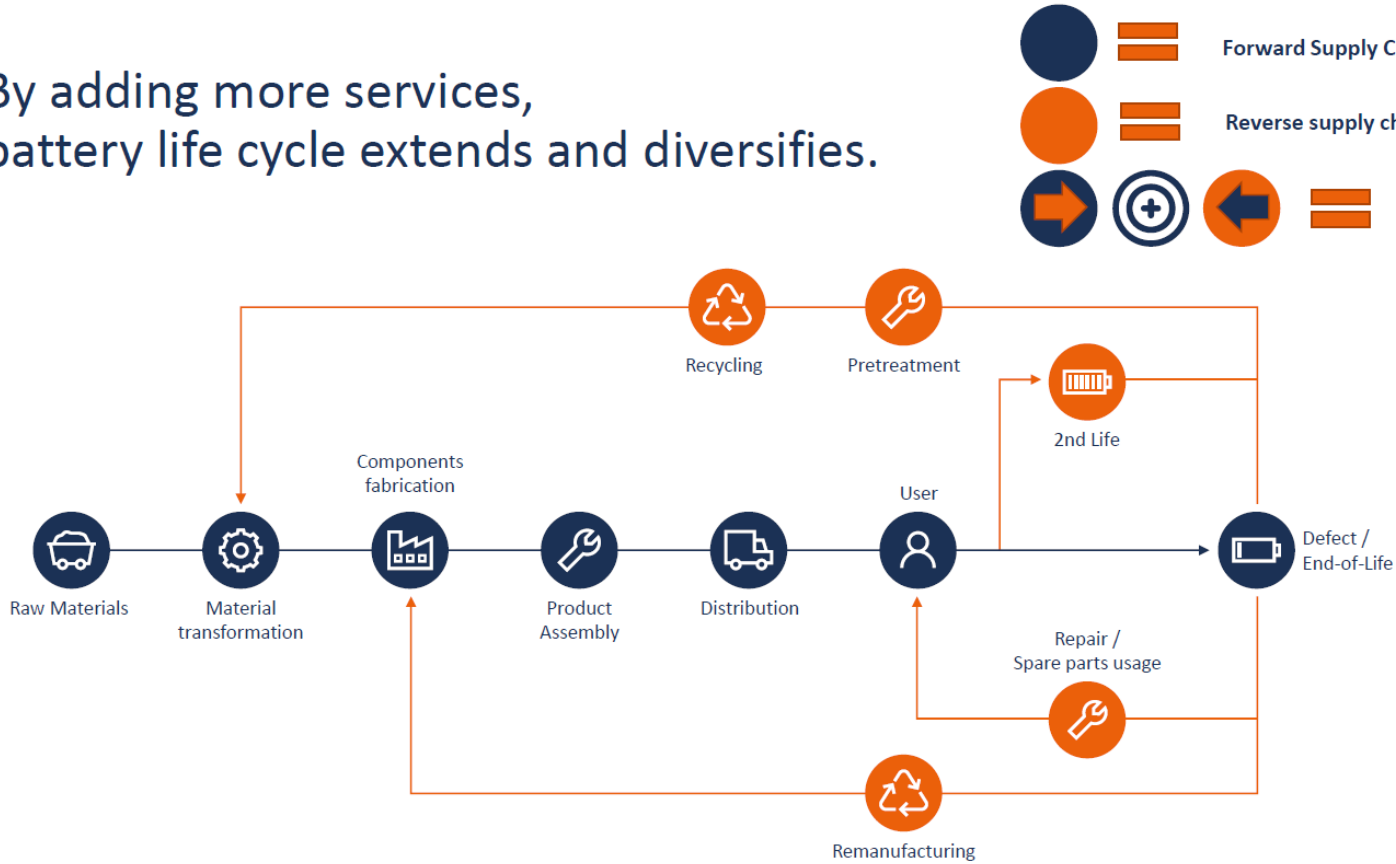 By adding more services,
battery life cycle extends and diversifies.
Forward Supply C
Reverse supply ch
Recycling
Pretreatment
2nd Life
Components
fabrication
User
Defect /
End-of-Life
Raw Materials
Material
transformation
Product
Assembly
Distribution
Repair /
Spare parts usage
Remanufacturing